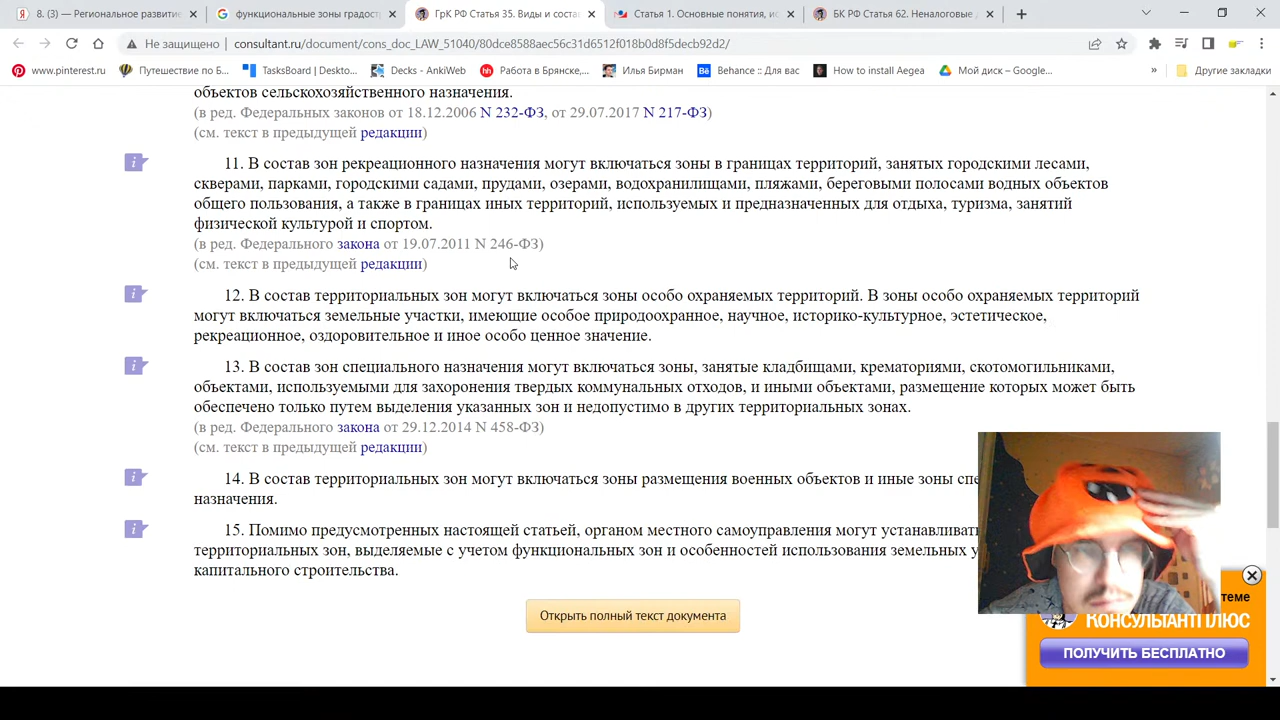 8. (3) — Региональное развитие
функциональные зоны градостр
ГрК РФ Статья 35. Виды и соста
Статья 1. Основные понятия, ис
БК РФ Статья 62. Неналоговые д
Не защищено
consultant.ru/document/cons_doc_LAW_51040/90dce8588aec56c31d6512f018b0d8f5decb92d2/
www.pinterest.ru
Путешествие по Б...
TasksBoard | Deskto...
Decks - AnkiWeb
hh
Работа в Брянске,...
Илья Бирман
Bē
Behance :: Для вас
How to install Aegea
Мой диск – Google...
»
Другие закладки
объектов сельскохозяйственного назначения.
(в ред. Федеральных законов от 18.12.2006 N 232-ФЗ, от 29.07.2017 N 217-ФЗ)
(см. текст в предыдущей редакции)
11. В состав зон рекреационного назначения могут включаться зоны в границах территорий, занятых городскими лесами,
скверами, парками, городскими садами, прудами, озерами, водохранилищами, пляжами, береговыми полосами водных объектов
общего пользования, а также в границах иных территорий, используемых и предназначенных для отдыха, туризма, занятий
физической культурой и спортом.
(в ред. Федерального закона от 19.07.2011 N 246-ФЗ)
(см. текст в предыдущей редакции)
12. В состав территориальных зон могут включаться зоны особо охраняемых территорий. В зоны особо охраняемых территорий
могут включаться земельные участки, имеющие особое природоохранное, научное, историко-культурное, эстетическое,
рекреационное, оздоровительное и иное особо ценное значение.
13. В состав зон специального назначения могут включаться зоны, занятые кладбищами, крематориями, скотомогильниками,
объектами, используемыми для захоронения твердых коммунальных отходов, и иными объектами, размещение которых может быть
обеспечено только путем выделения указанных зон и недопустимо в других территориальных зонах.
(в ред. Федерального закона от 29.12.2014 N 458-ФЗ)
(см. текст в предыдущей редакции)
14. В состав территориальных зон могут включаться зоны размещения военных объектов и иные зоны спе
назначения.
15. Помимо предусмотренных настоящей статьей, органом местного самоуправления могут устанавливат
территориальных зон, выделяемые с учетом функциональных зон и особенностей использования земельных у
капитального строительства.
Открыть полный текст документа
теме
КОНСУЛЬТАНТПЛЮС
ПОЛУЧИТЬ БЕСПЛАТНО